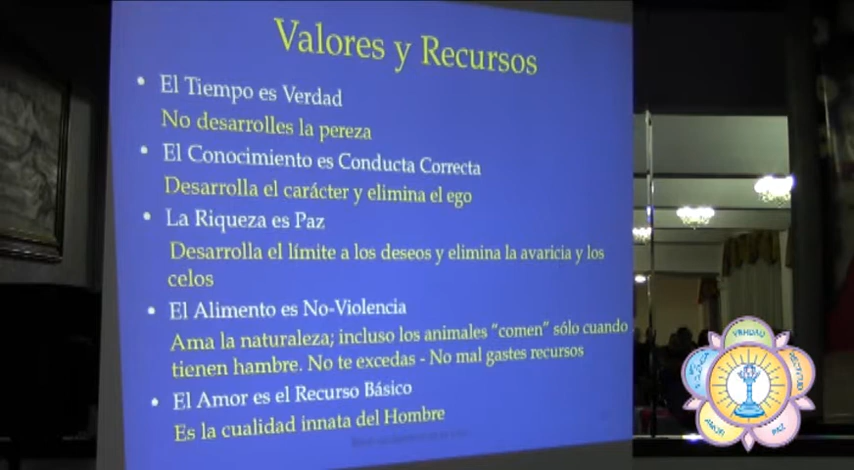 Valores y Recursos
• El Tiempo es Verdad
No desarrolles la pereza
• El Conocimiento es Conducta Correcta
Desarrolla el carácter y elimina el ego
• La Riqueza es Paz
Desarrolla el límite a los deseos y elimina la avaricia y los
celos
• El Alimento es No-Violencia
Ama la naturaleza; incluso los animales “comen” sólo cuando
tienen hambre. No te excedas - No mal gastes recursos
• El Amor es el Recurso Básico
Es la cualidad innata del Hombre
VERDAD
RECTITUD
PAZ
AMOR